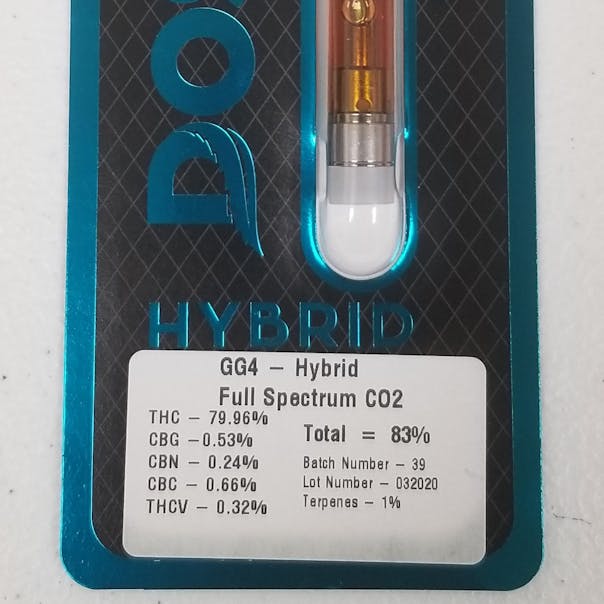 HYBRID
GG4 – Hybrid
Full Spectrum CO2
THC – 79.96%
CBG – 0.53%
CBN – 0.24%
CBC – 0.66%
THCV – 0.32%
Total = 83%
Batch Number – 39
Lot Number – 032020
Terpenes – 1%